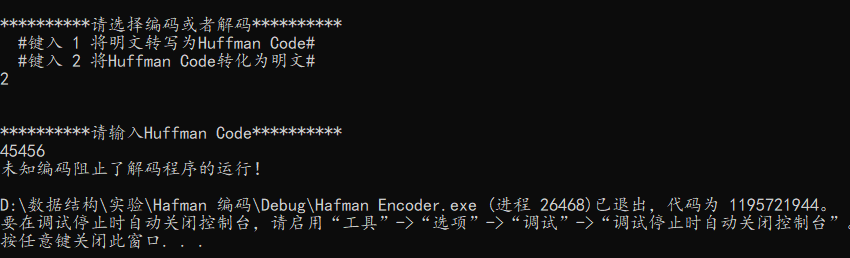 **********请选择编码或者解码**********
#键入 1 将明文转写为Huffman Code#
#键入 2 将Huffman Code转化为明文#
2
**********请输入Huffman Code**********
45456
未知编码阻止了解码程序的运行!
D:\数据结构\实验\Hafman 编码\Debug\Hafman Encoder.exe (进程 26468)已退出，代码为 1195721944。
要在调试停止时自动关闭控制台，请启用“工具”->“选项”->“调试”->“调试停止时自动关闭控制台”。
按任意键关闭此窗口. . .